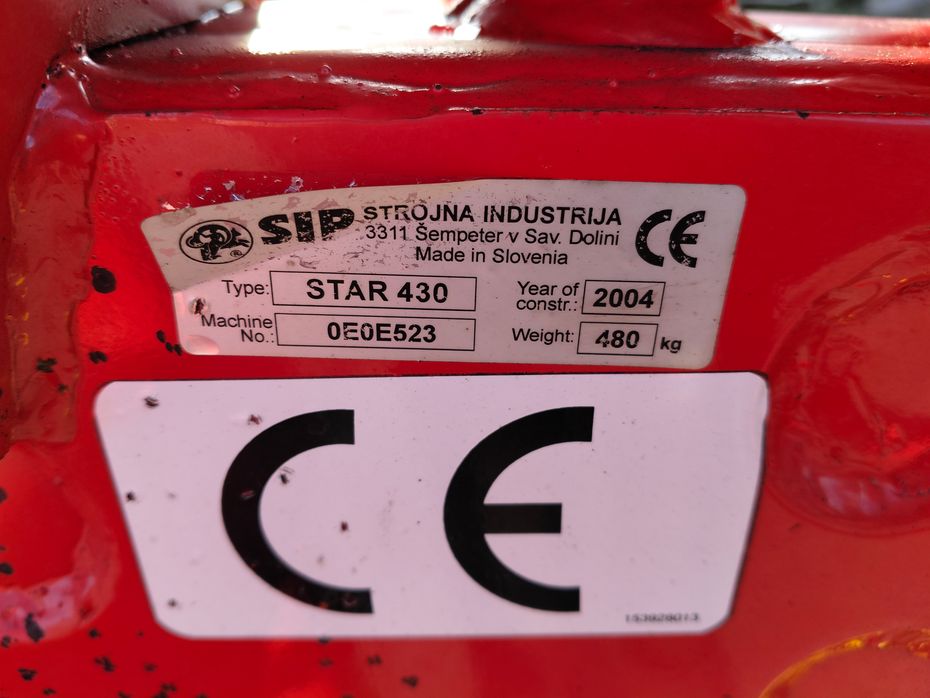 SIP STROJNA INDUSTRIJA
3311 Šempeter v Sav. Dolini
Made in Slovenia
CE
Type: STAR 430
Year of constr.: 2004
Machine No.: 0E0E523
Weight: 480 kg
CE